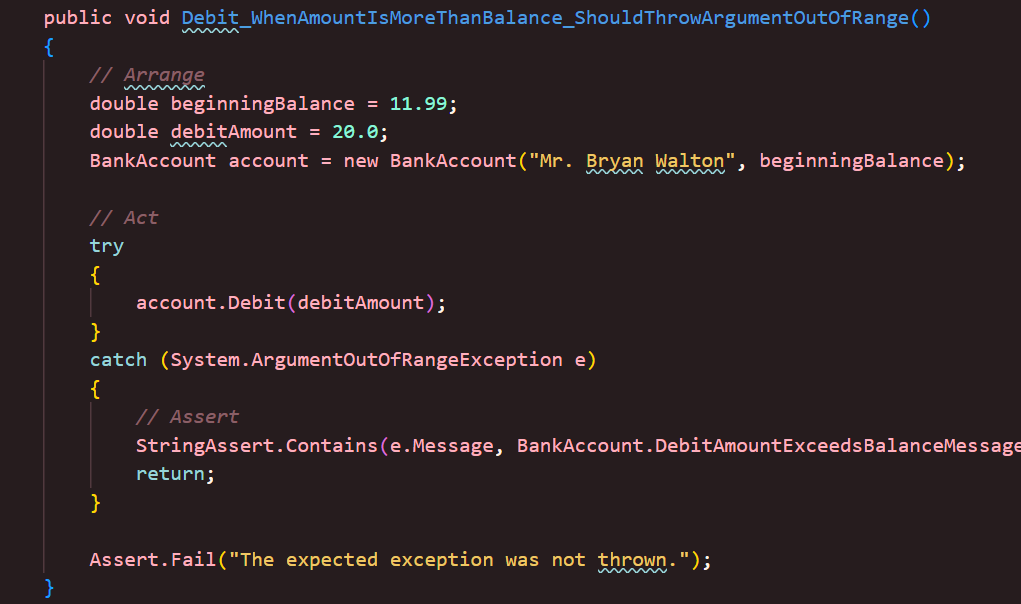 public void Debit_WhenAmountIsMoreThanBalance_ShouldThrowArgumentOutOfRange()
{
// Arrange
double beginningBalance = 11.99;
double debitAmount = 20.0;
BankAccount account = new BankAccount("Mr. Bryan Walton", beginningBalance);
// Act
try
{
account.Debit(debitAmount);
}
catch (System.ArgumentOutOfRangeException e)
{
// Assert
StringAssert.Contains(e.Message, BankAccount.DebitAmountExceedsBalanceMessage
return;
}
Assert.Fail("The expected exception was not thrown.");
}